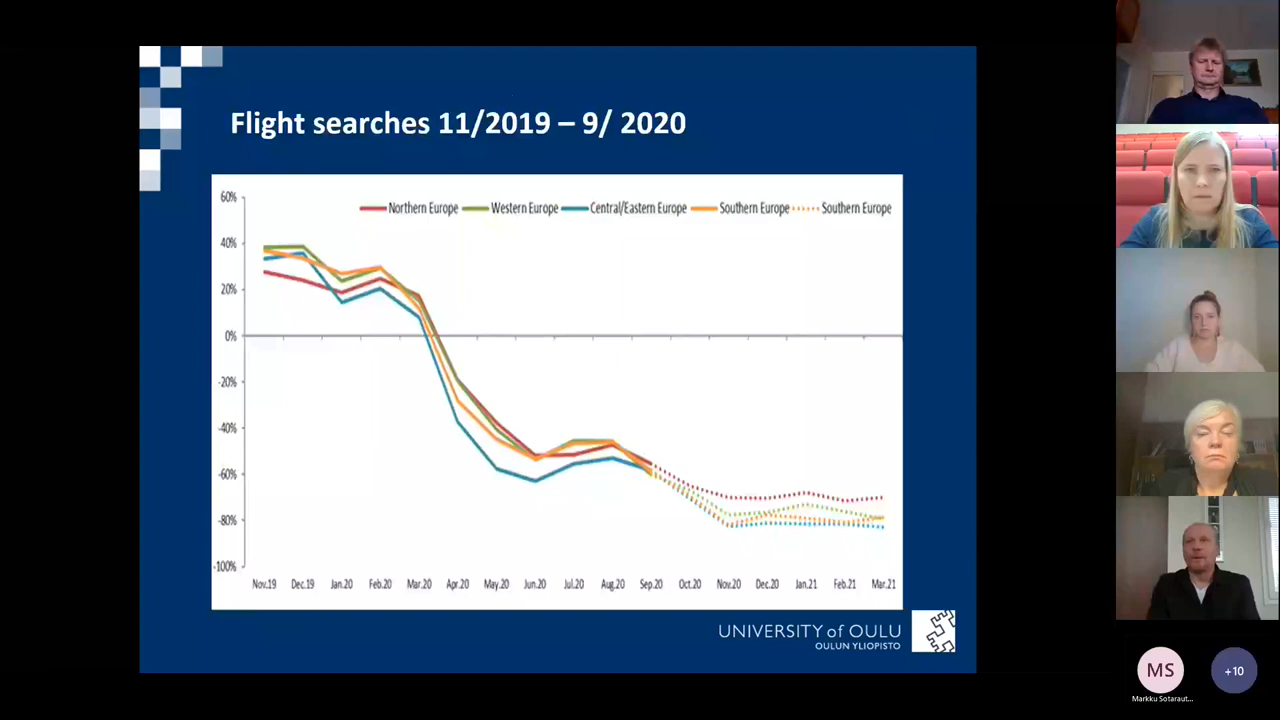 Flight searches 11/2019 – 9/ 2020
60%
Northern Europe Western Europe Central/Eastern Europe Southern Europe Southern Europe
40%
20%
0%
-20%
-40%
-60%
-80%
-100%
Nov.19 Dec.19 Jan.20 Feb.20 Mar.20 Apr.20 May.20 Jun.20 Jul.20 Aug.20 Sep.20 Oct.20 Nov.20 Dec.20 Jan.21 Feb.21 Mar.21
UNIVERSITY of OULU
OULUN YLIOPISTO
MS
+10
Markku Sotaraut...